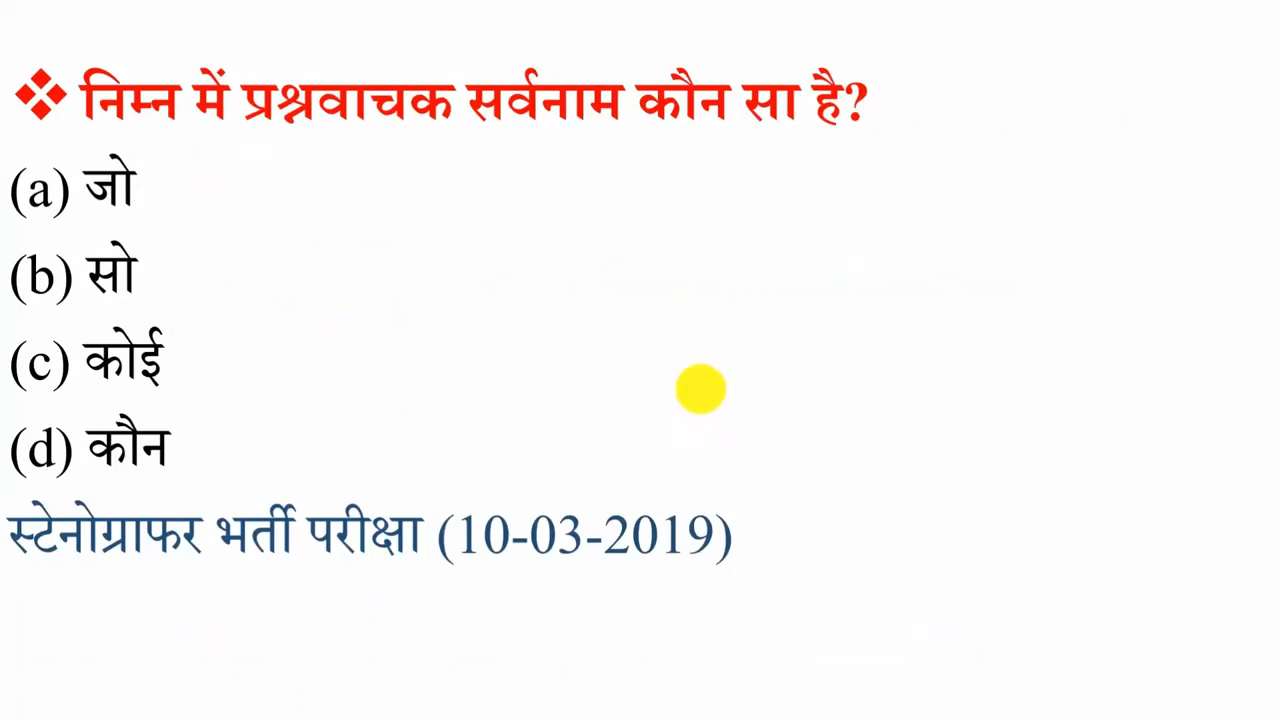 ❖ निम्न में प्रश्नवाचक सर्वनाम कौन सा है?
(a) जो
(b) सो
(c) कोई
(d) कौन
स्टेनोग्राफर भर्ती परीक्षा (10-03-2019)